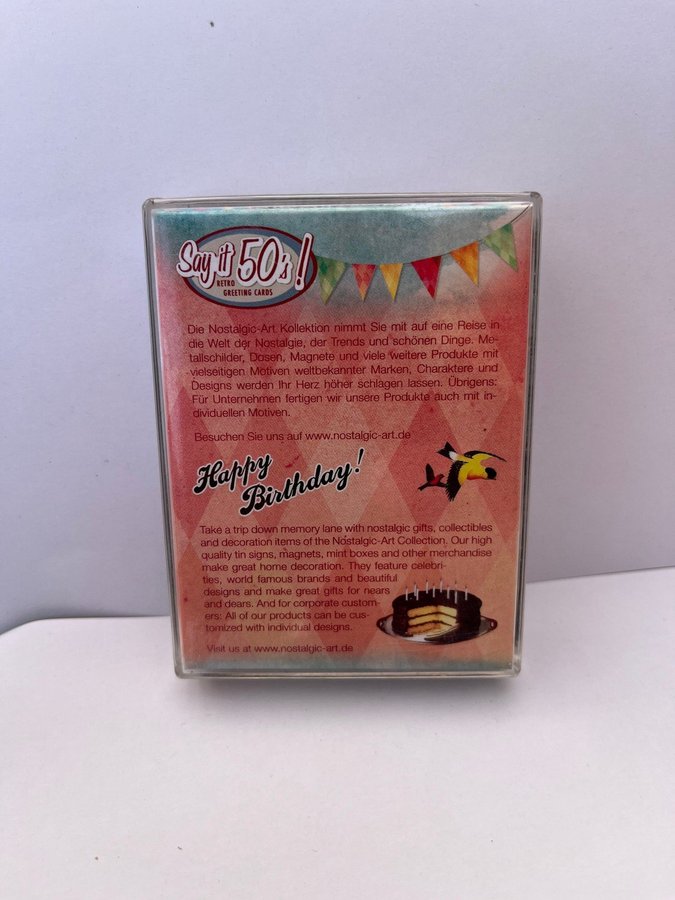 Say it 50's!
RETRO
GREETING CARDS
Die Nostalgic-Art Kollektion nimmt Sie mit auf eine Reise in
die Welt der Nostalgie, der Trends und schönen Dinge. Me-
tallschilder, Dosen, Magnete und viele weitere Produkte mit
vielseitigen Motiven weltbekannter Marken, Charaktere und
Designs werden Ihr Herz höher schlagen lassen. Übrigens:
Für Unternehmen fertigen wir unsere Produkte auch mit in-
dividuellen Motiven.
Besuchen Sie uns auf www.nostalgic-art.de
Happy
Birthday!
Take a trip down memory lane with nostalgic gifts, collectibles
and decoration items of the Nostalgic-Art Collection. Our high
quality tin signs, magnets, mint boxes and other merchandise
make great home decoration. They feature celebri-
ties, world famous brands and beautiful
designs and make great gifts for nears
and dears. And for corporate custom-
ers: All of our products can be cus-
tomized with individual designs.
Visit us at www.nostalgic-art.de